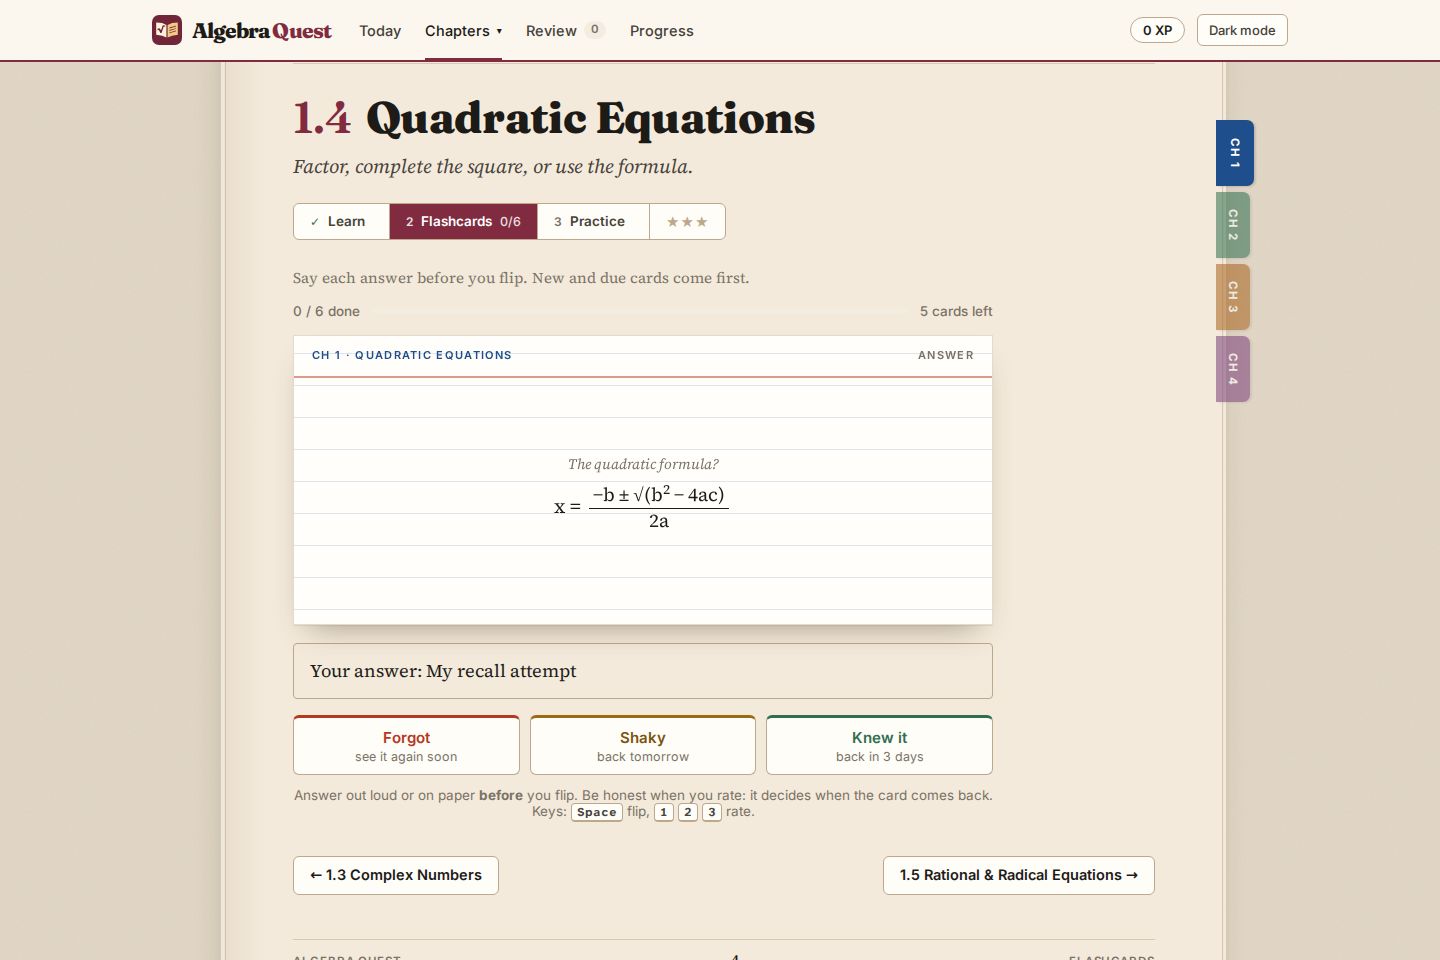 AlgebraQuest Today Chapters ▾ Review 0 Progress 0 XP Dark mode
1.4 Quadratic Equations
Factor, complete the square, or use the formula.
✓ Learn 2 Flashcards 0/6 3 Practice ★★★
Say each answer before you flip. New and due cards come first.
0 / 6 done 5 cards left
CH 1 · QUADRATIC EQUATIONS ANSWER
The quadratic formula?
x = −b ± √(b² − 4ac)
2a
Your answer: My recall attempt
Forgot Shaky Knew it
see it again soon back tomorrow back in 3 days
Answer out loud or on paper before you flip. Be honest when you rate: it decides when the card comes back.
Keys: Space flip, 1 2 3 rate.
← 1.3 Complex Numbers 1.5 Rational & Radical Equations →
ALGEBRA QUEST 4 FLASHCARDS
CH 1
CH 2
CH 3
CH 4